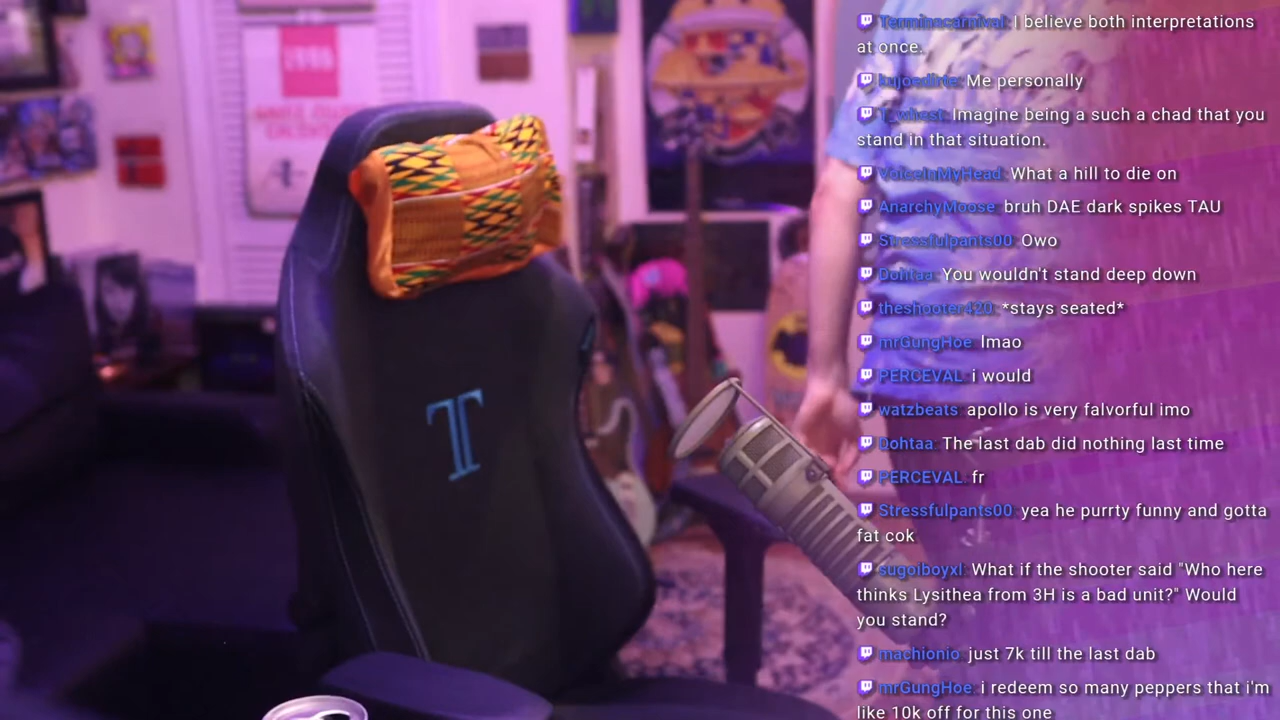 1996
T
Terminacarnival: I believe both interpretations
at once.
Me personally
T_whest: Imagine being a such a chad that you
stand in that situation.
VoiceInMyHead: What a hill to die on
AnarchyMoose: bruh DAE dark spikes TAU
Stressfulpants00: Owo
Dohtaa: You wouldn't stand deep down
theshooter420: *stays seated*
mrGungHoe: lmao
PERCEVAL: i would
watzbeats: apollo is very falvorful imo
Dohtaa: The last dab did nothing last time
PERCEVAL: fr
Stressfulpants00: yea he purrty funny and gotta
fat cok
sugoiboyxl: What if the shooter said "Who here
thinks Lysithea from 3H is a bad unit?" Would
you stand?
machionio: just 7k till the last dab
mrGungHoe: i redeem so many peppers that i'm
like 10k off for this one